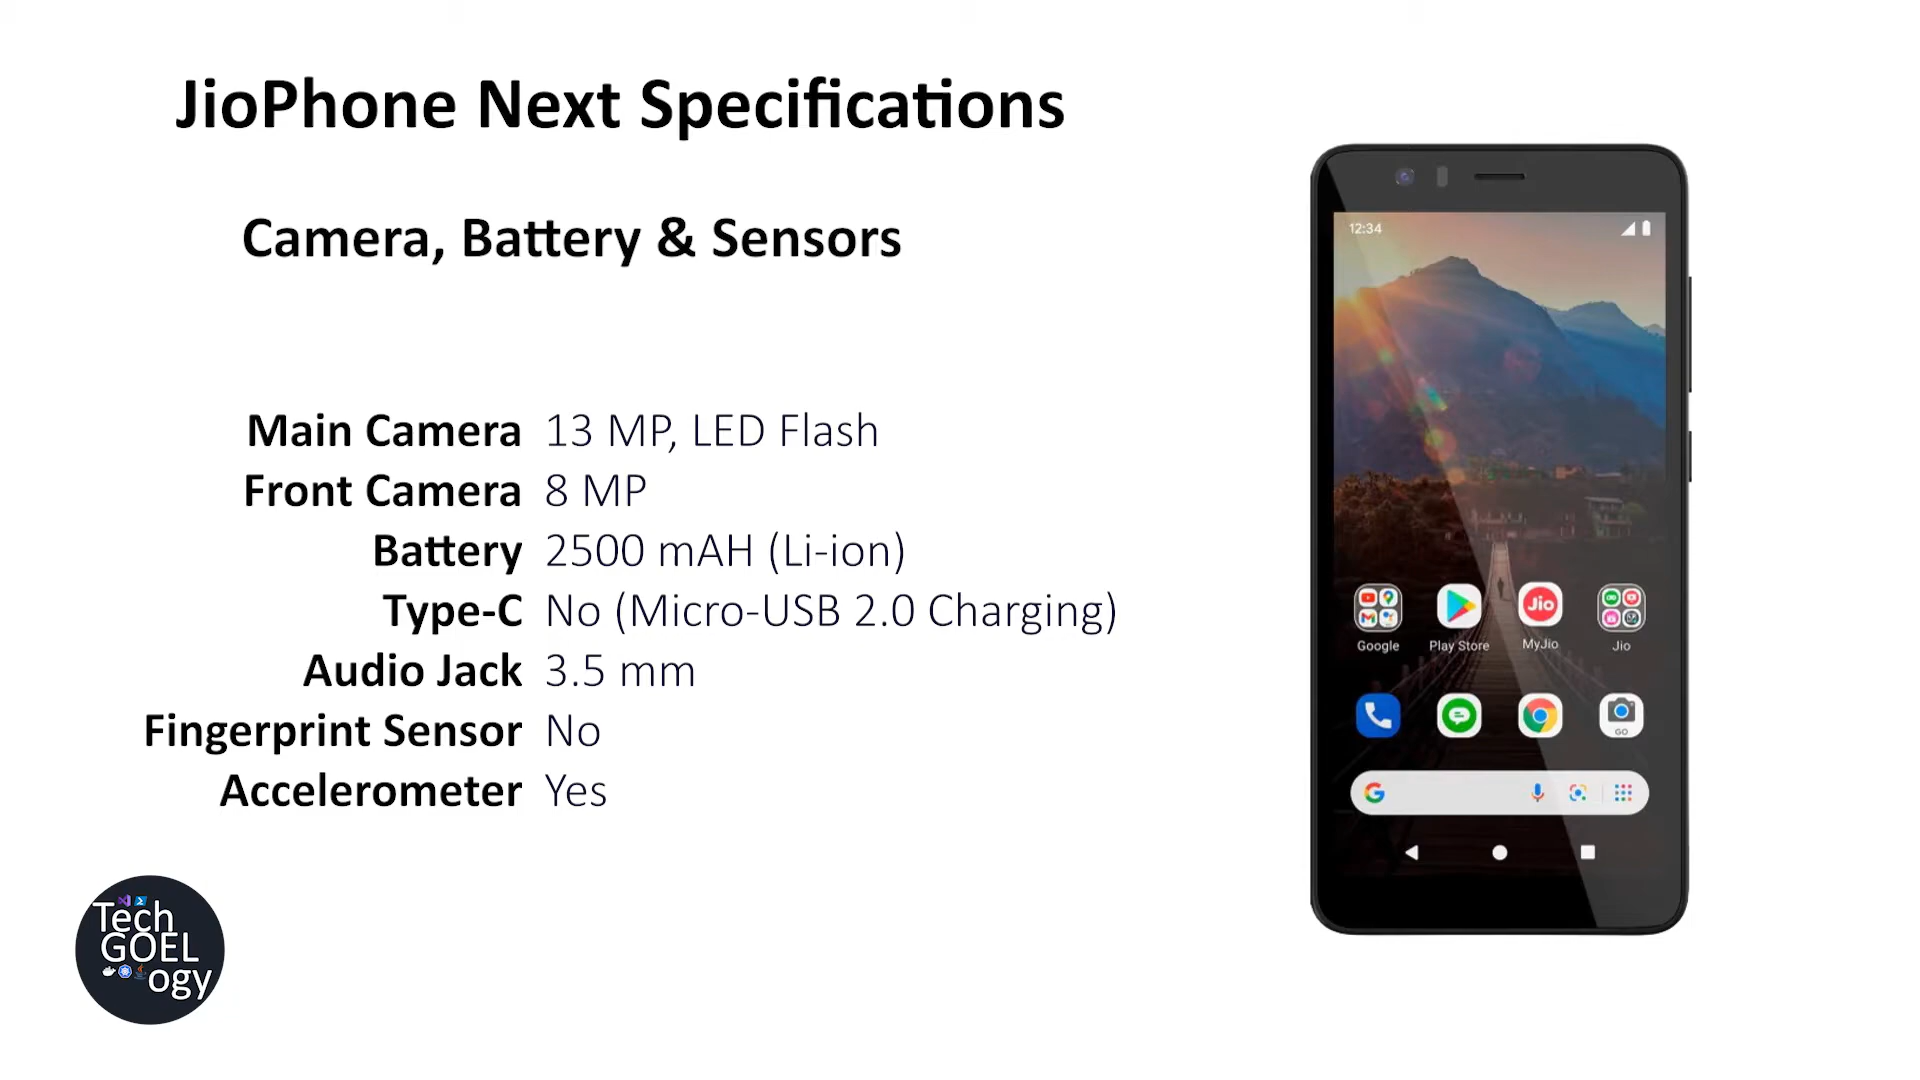 JioPhone Next Specifications
Camera, Battery & Sensors
Main Camera 13 MP, LED Flash
Front Camera 8 MP
Battery 2500 mAH (Li-ion)
Type-C No (Micro-USB 2.0 Charging)
Audio Jack 3.5 mm
Fingerprint Sensor No
Accelerometer Yes
Tech
GOEL
ogy
12:34
Jio
Google Play Store MyJio Jio
GO
G